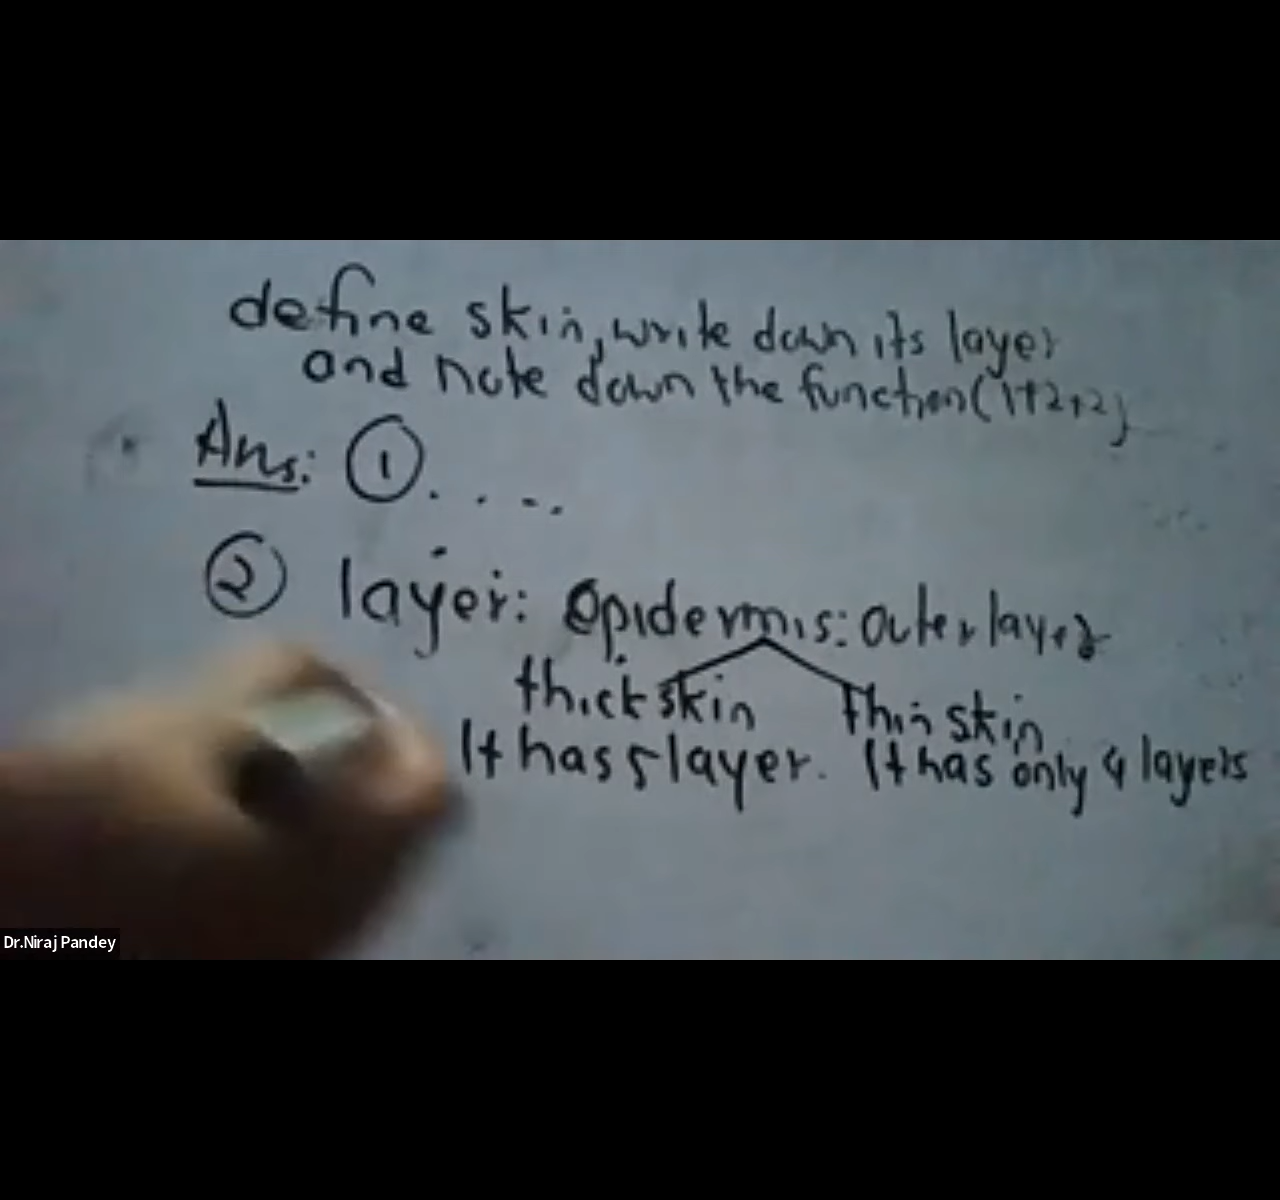 define skin, write down its layer
and note down the function (1+2+2)
Ans: ① . . . .
② layer: Epidermis: Outer layer
thick skin thin skin
It has 5 layer. It has only 4 layers
Dr.Niraj Pandey